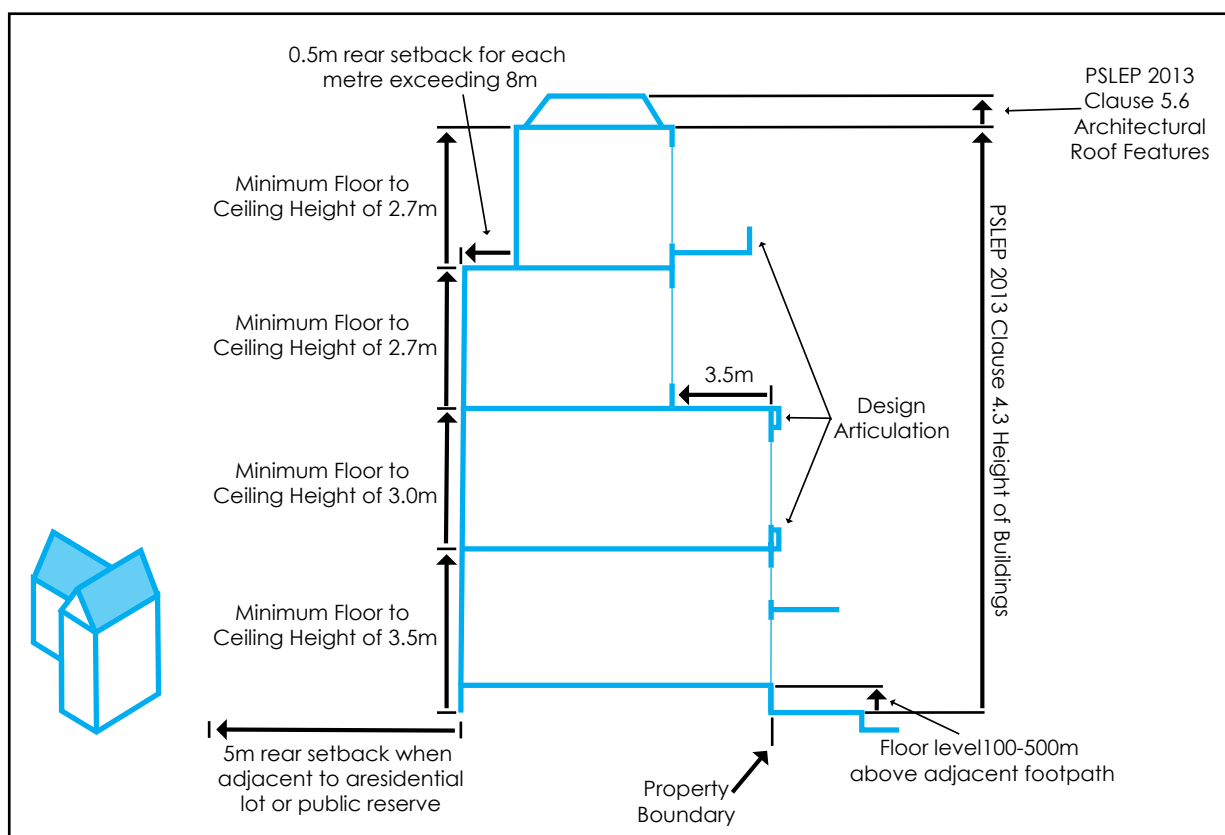 0.5m rear setback for each
metre exceeding 8m
PSLEP 2013
Clause 5.6
Architectural
Roof Features
Minimum Floor to
Ceiling Height of 2.7m
Minimum Floor to
Ceiling Height of 2.7m
3.5m
Design
Articulation
PSLEP 2013 Clause 4.3 Height of Buildings
Minimum Floor to
Ceiling Height of 3.0m
Minimum Floor to
Ceiling Height of 3.5m
5m rear setback when
adjacent to aresidential
lot or public reserve
Property
Boundary
Floor level100-500m
above adjacent footpath